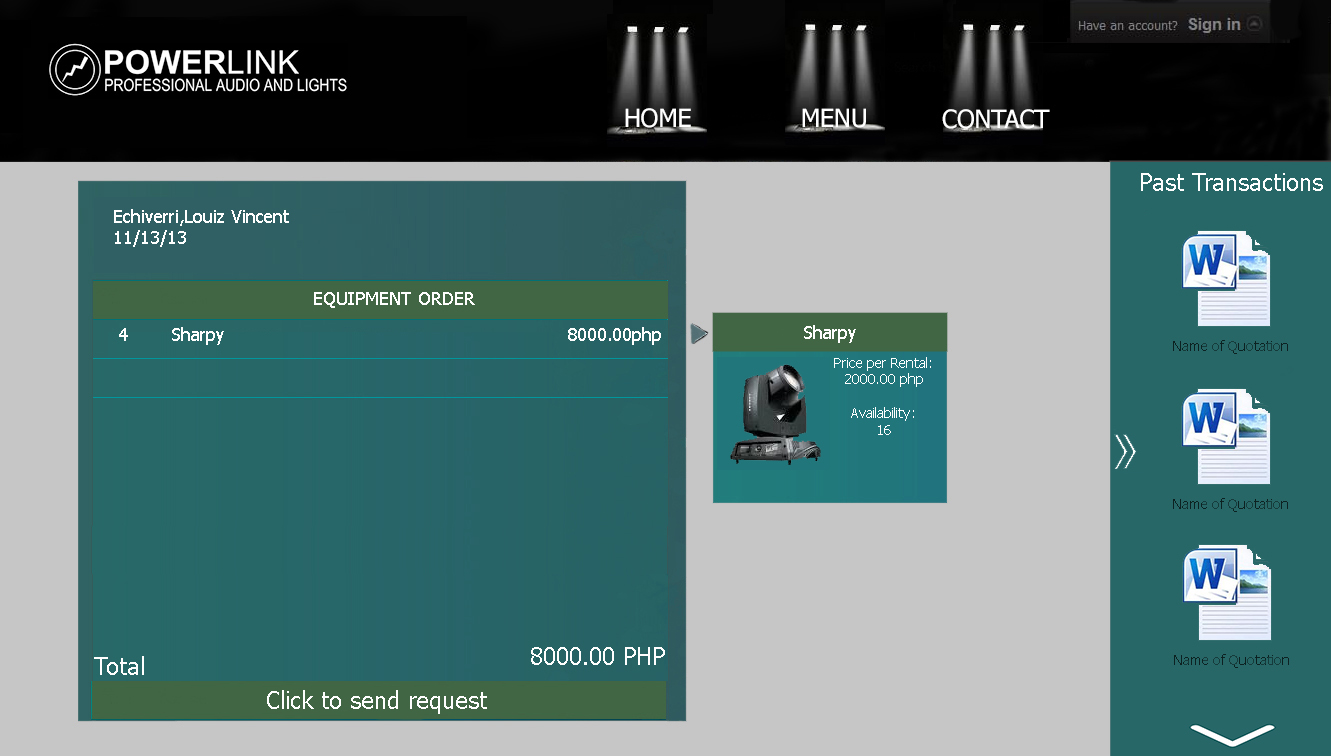 POWERLINK
PROFESSIONAL AUDIO AND LIGHTS
HOME
MENU
CONTACT
Have an account? Sign in
Echiverri,Louiz Vincent
11/13/13
EQUIPMENT ORDER
4 Sharpy 8000.00php
Total 8000.00 PHP
Click to send request
Sharpy
Price per Rental:
2000.00 php
Availability:
16
Past Transactions
W
Name of Quotation
W
Name of Quotation
W
Name of Quotation